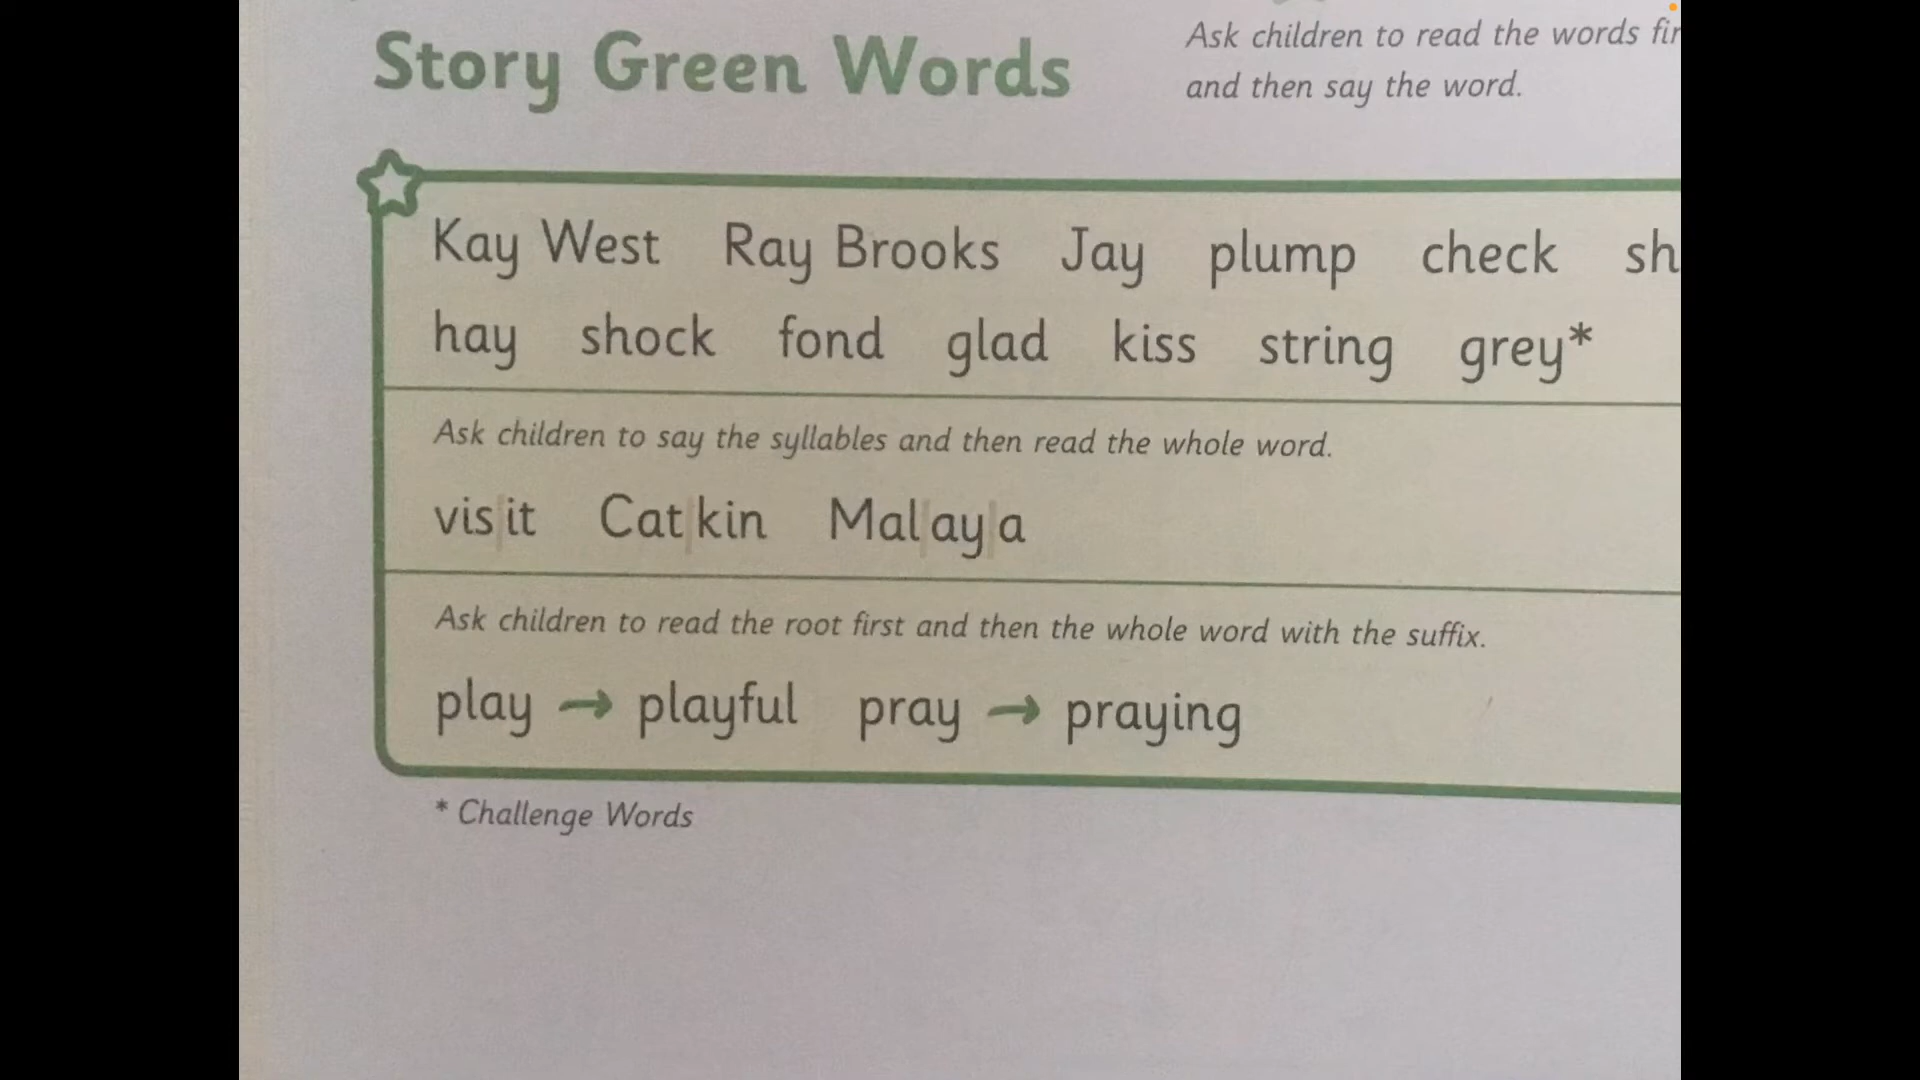 Story Green Words
Ask children to read the words
and then say the word.
Kay West Ray Brooks Jay plump check
hay shock fond glad kiss string grey*
Ask children to say the syllables and then read the whole word.
vis|it Cat|kin Mal|ay|a
Ask children to read the root first and then the whole word with the suffix.
play → playful pray → praying
* Challenge Words